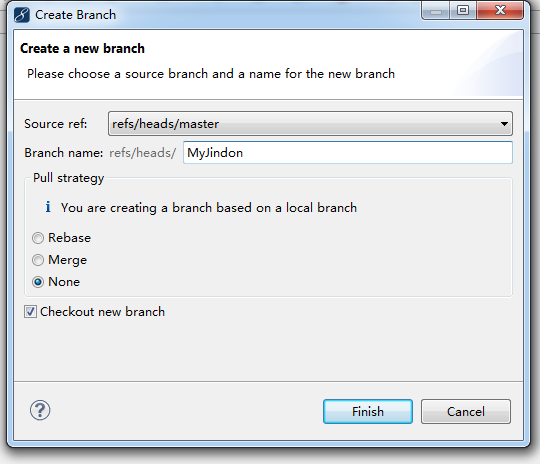 Create Branch
Create a new branch
Please choose a source branch and a name for the new branch
Source ref: refs/heads/master
Branch name: refs/heads/ MyJindon
Pull strategy
i You are creating a branch based on a local branch
Rebase
Merge
None
Checkout new branch
? Finish Cancel